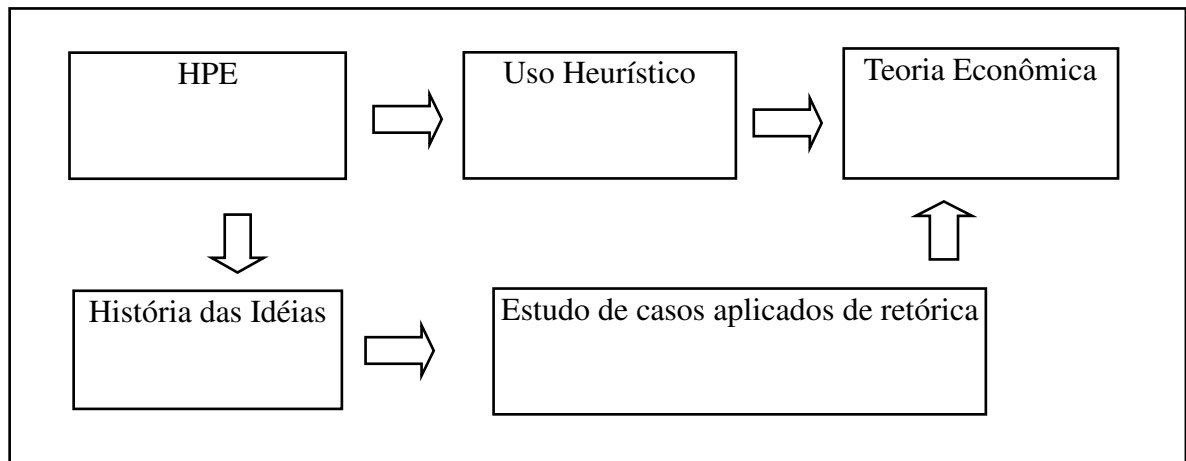 HPE
Uso Heurístico
Teoria Econômica
História das Idéias
Estudo de casos aplicados de retórica